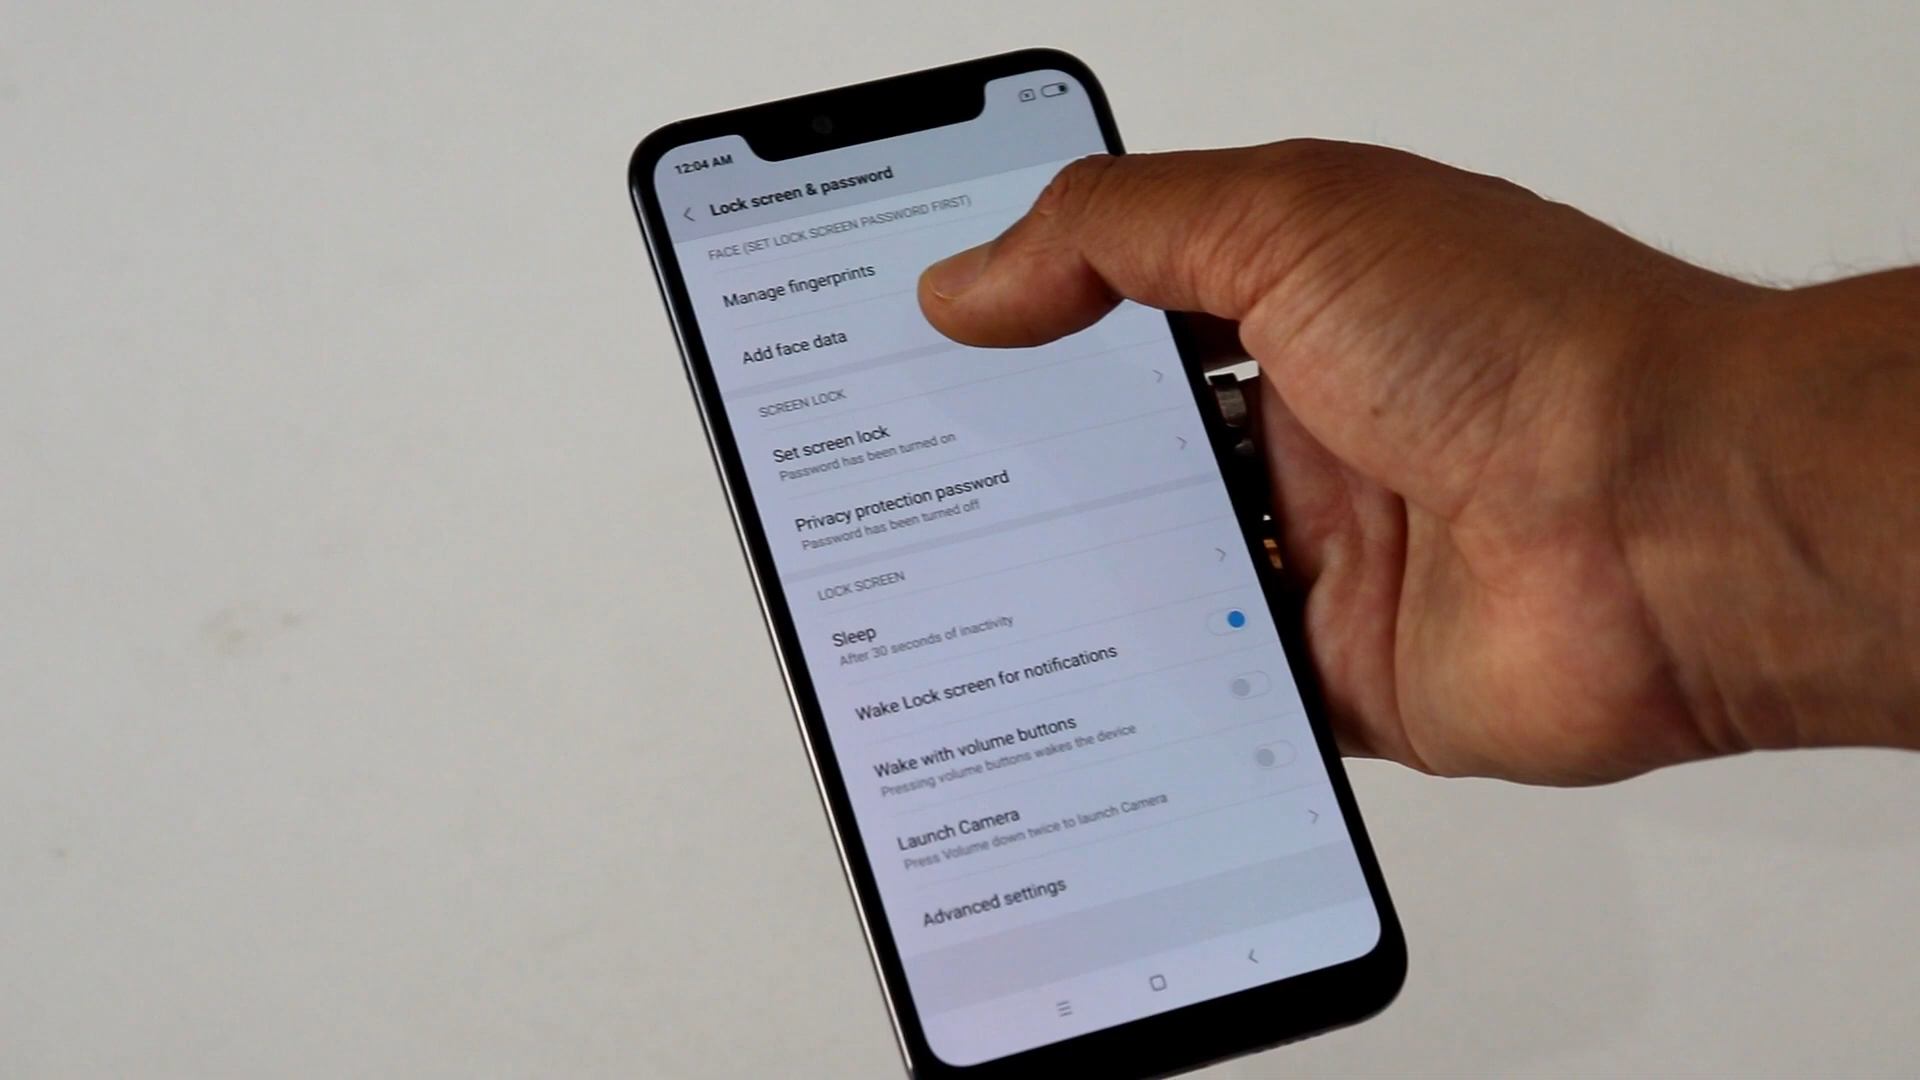 12:04 AM
Lock screen & password
FACE (SET LOCK SCREEN PASSWORD FIRST)
Manage fingerprints
Add face data
SCREEN LOCK
Set screen lock
Password has been turned on
Privacy protection password
Password has been turned off
LOCK SCREEN
Sleep
After 30 seconds of inactivity
Wake Lock screen for notifications
Wake with volume buttons
Pressing volume buttons wakes the device
Launch Camera
Press Volume down twice to launch Camera
Advanced settings